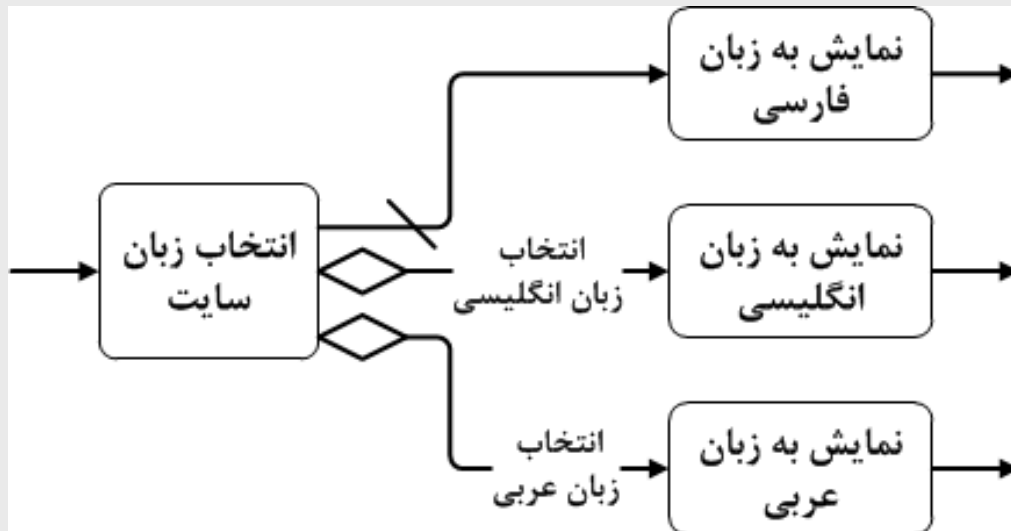 نمایش به زبان
فارسی
انتخاب زبان
سایت
انتخاب
زبان انگلیسی
نمایش به زبان
انگلیسی
انتخاب
زبان عربی
نمایش به زبان
عربی